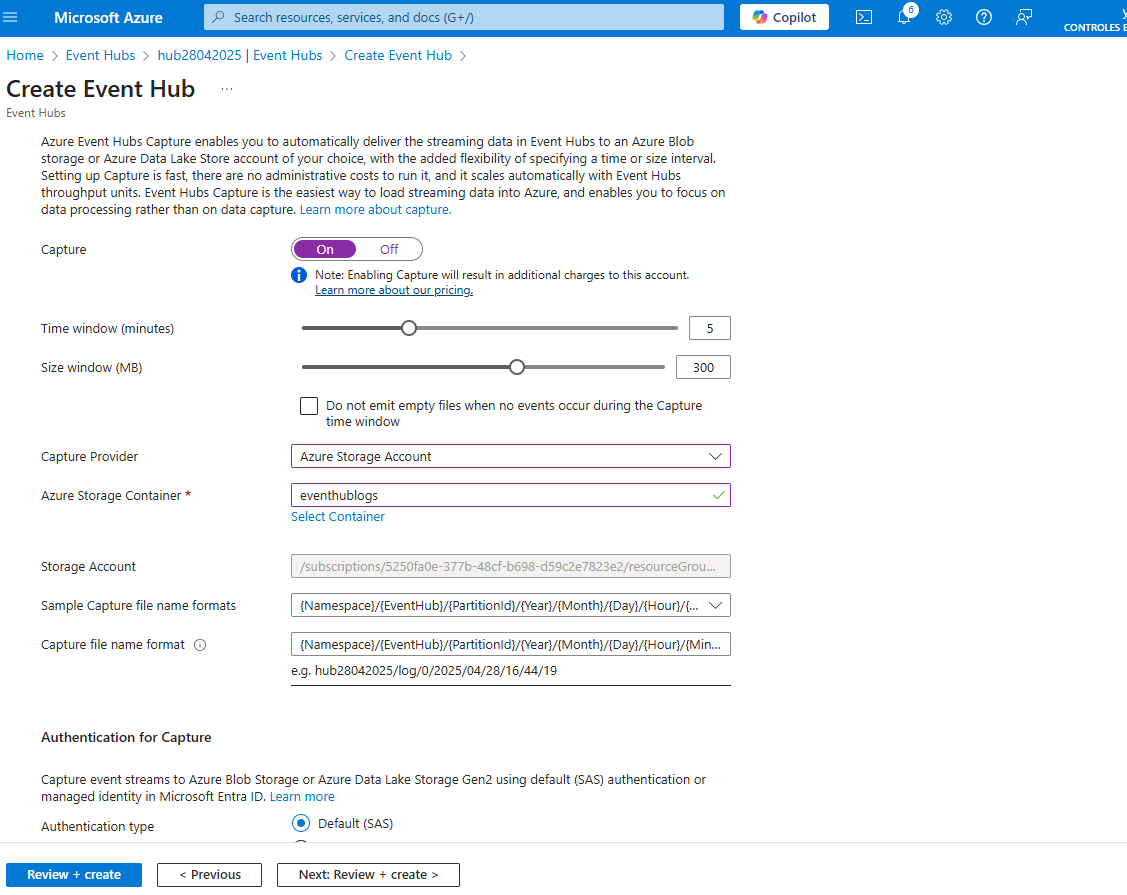 Microsoft Azure
Search resources, services, and docs (G+/)
Copilot
6
CONTROLES
Home > Event Hubs > hub28042025 | Event Hubs > Create Event Hub >
Create Event Hub ...
Event Hubs
Azure Event Hubs Capture enables you to automatically deliver the streaming data in Event Hubs to an Azure Blob
storage or Azure Data Lake Store account of your choice, with the added flexibility of specifying a time or size interval.
Setting up Capture is fast, there are no administrative costs to run it, and it scales automatically with Event Hubs
throughput units. Event Hubs Capture is the easiest way to load streaming data into Azure, and enables you to focus on
data processing rather than on data capture. Learn more about capture.
Capture
On Off
Note: Enabling Capture will result in additional charges to this account.
Learn more about our pricing.
Time window (minutes)
5
Size window (MB)
300
Do not emit empty files when no events occur during the Capture
time window
Capture Provider
Azure Storage Account
Azure Storage Container *
eventhublogs
Select Container
Storage Account
/subscriptions/5250fa0e-377b-48cf-b698-d59c2e7823e2/resourceGrou...
Sample Capture file name formats
{Namespace}/{EventHub}/{PartitionId}/{Year}/{Month}/{Day}/{Hour}/{...
Capture file name format
{Namespace}/{EventHub}/{PartitionId}/{Year}/{Month}/{Day}/{Hour}/{Min...
e.g. hub28042025/log/0/2025/04/28/16/44/19
Authentication for Capture
Capture event streams to Azure Blob Storage or Azure Data Lake Storage Gen2 using default (SAS) authentication or
managed identity in Microsoft Entra ID. Learn more
Authentication type
Default (SAS)
Review + create
< Previous
Next: Review + create >